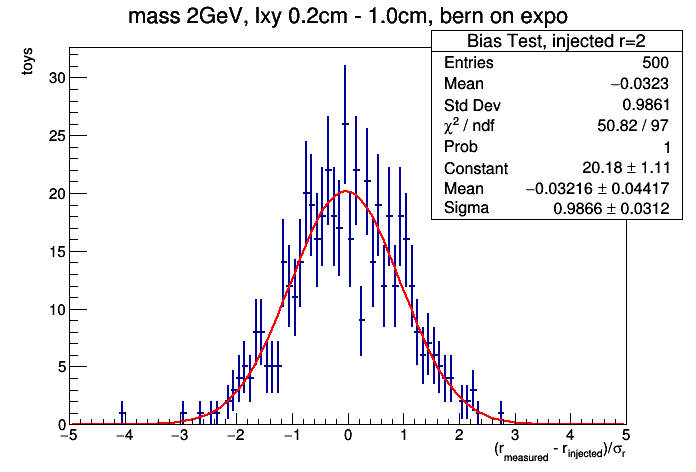 mass 2GeV, lxy 0.2cm - 1.0cm, bern on expo
Bias Test, injected r=2
Entries 500
Mean −0.0323
Std Dev 0.9861
χ² / ndf 50.82 / 97
Prob 1
Constant 20.18 ± 1.11
Mean −0.03216 ± 0.04417
Sigma 0.9866 ± 0.0312
toys
30
25
20
15
10
5
0
−5 −4 −3 −2 −1 0 1 2 3 4 5
(r_measured - r_injected)/σ_r